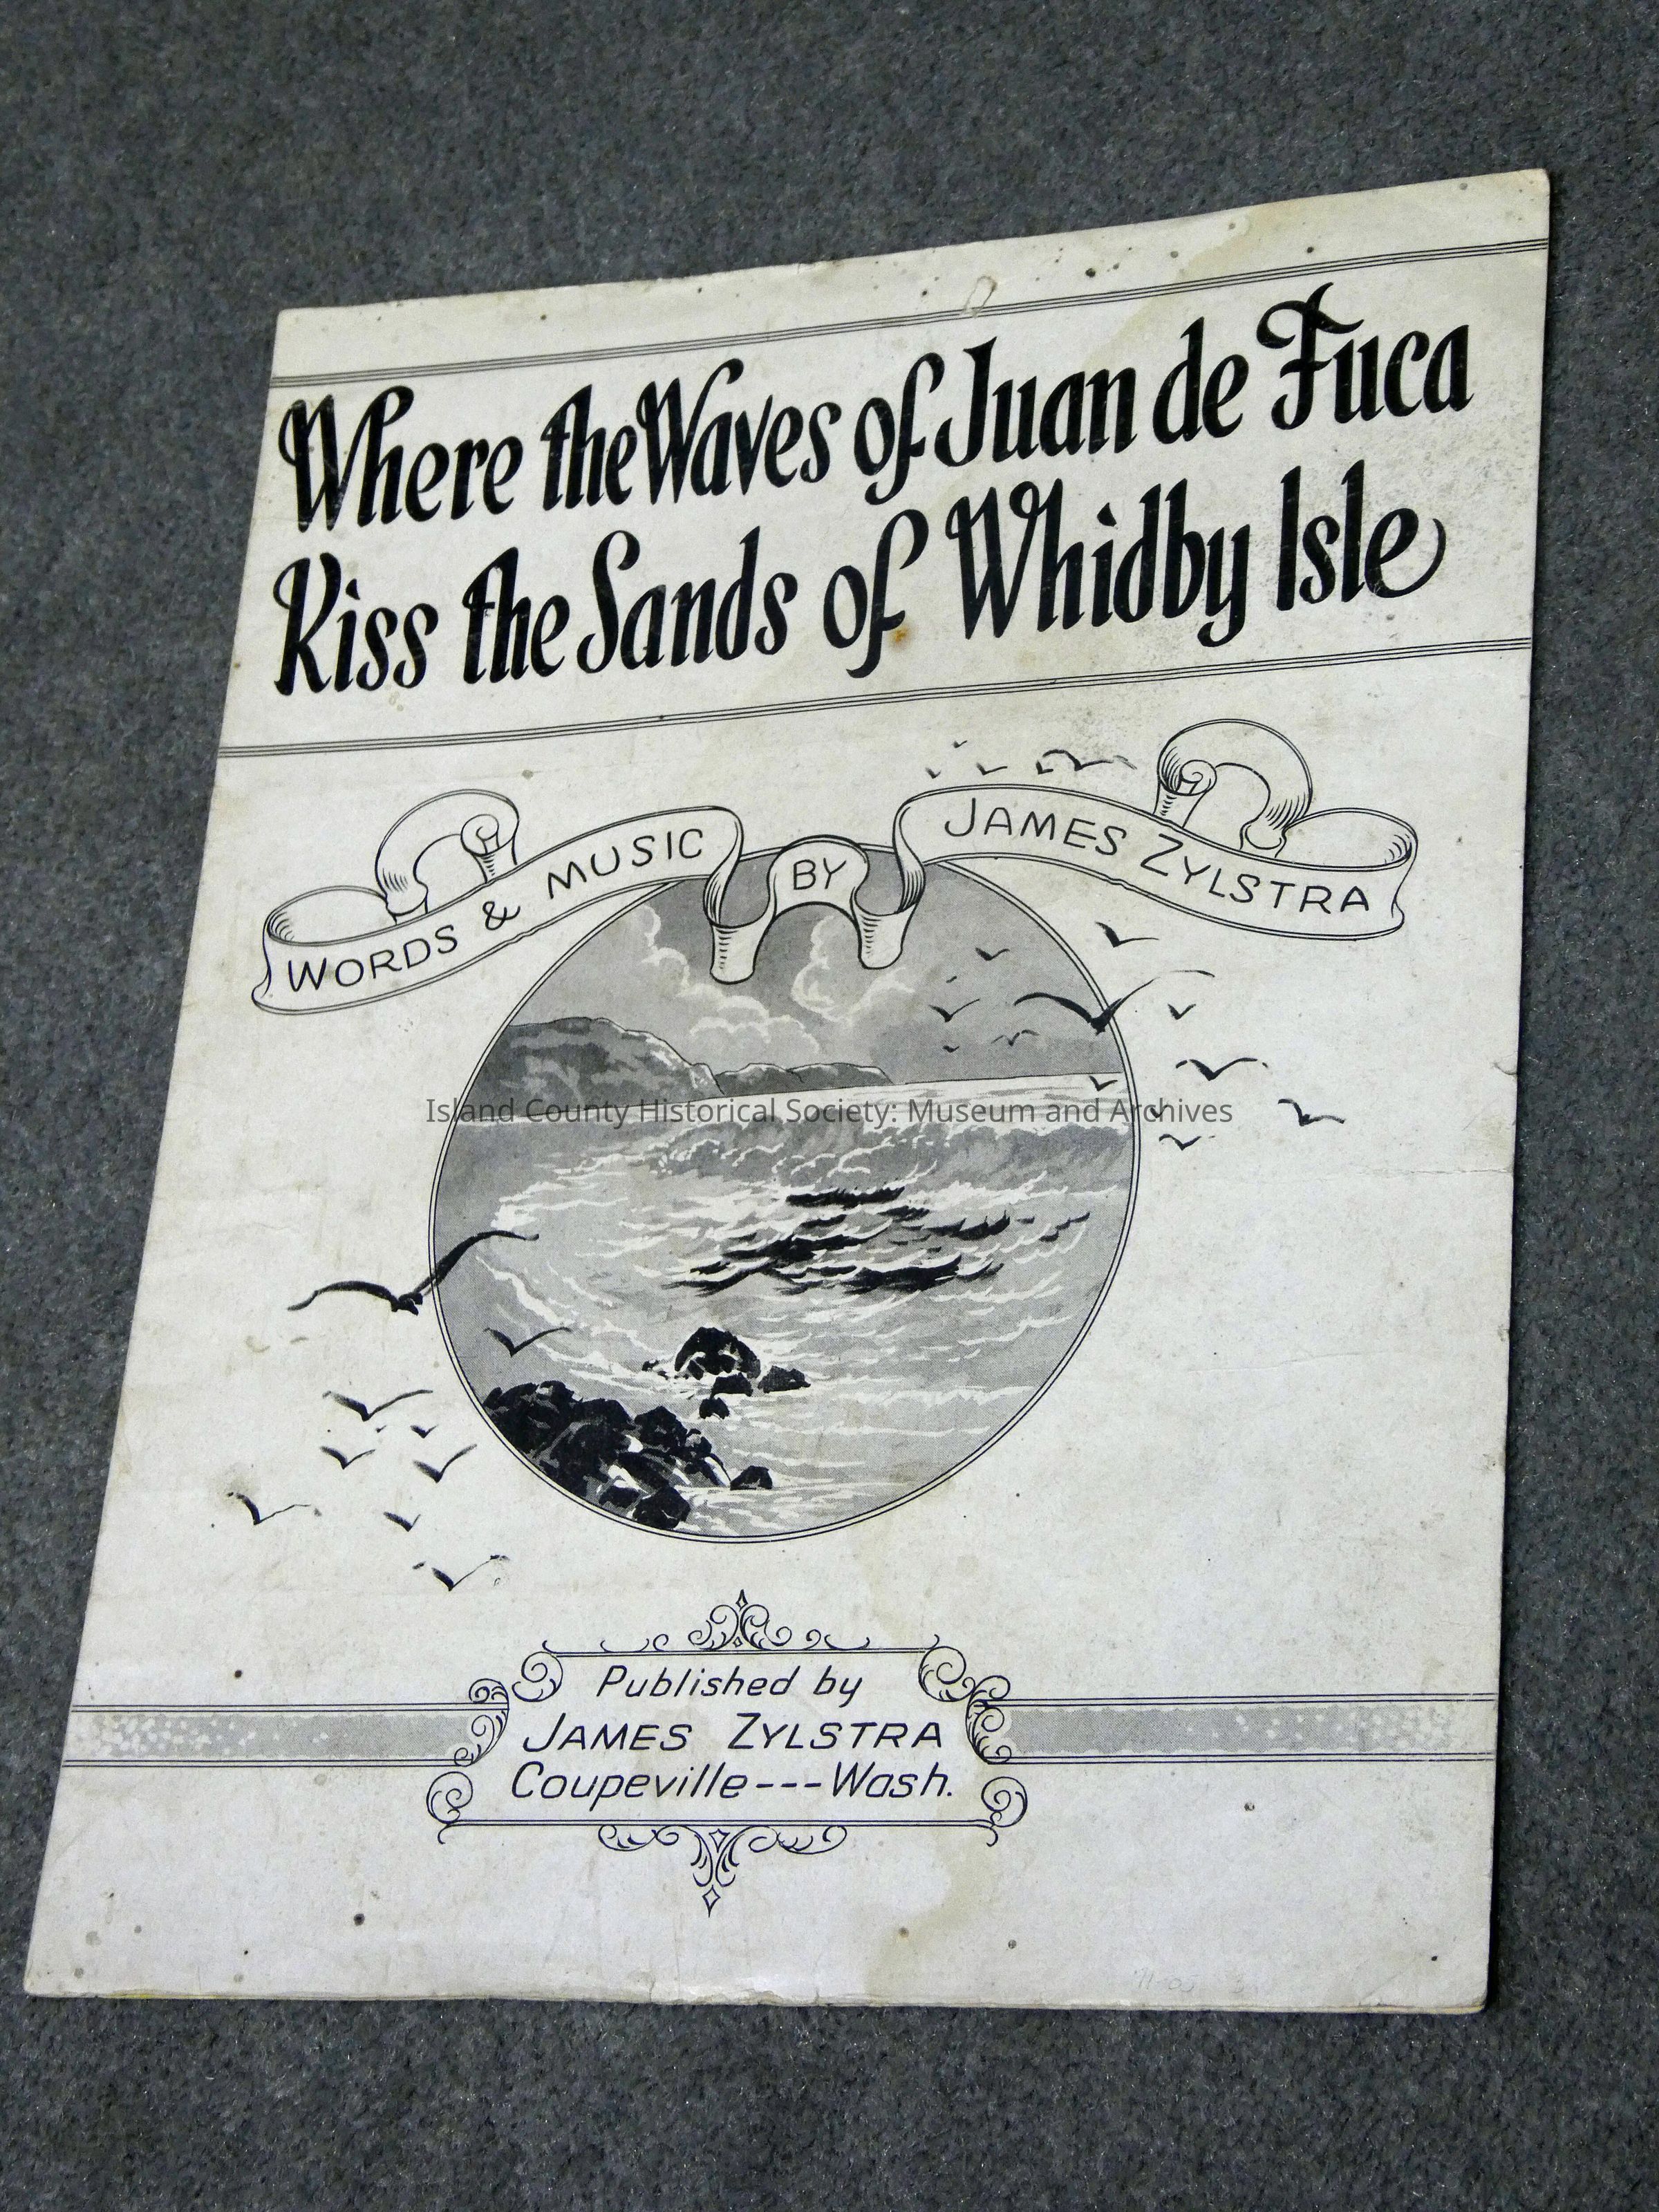 Where the Waves of Juan de Fuca
Kiss the Sands of Whidby Isle
WORDS & MUSIC BY JAMES ZYLSTRA
Island County Historical Society: Museum and Archives
Published by
JAMES ZYLSTRA
Coupeville---Wash.